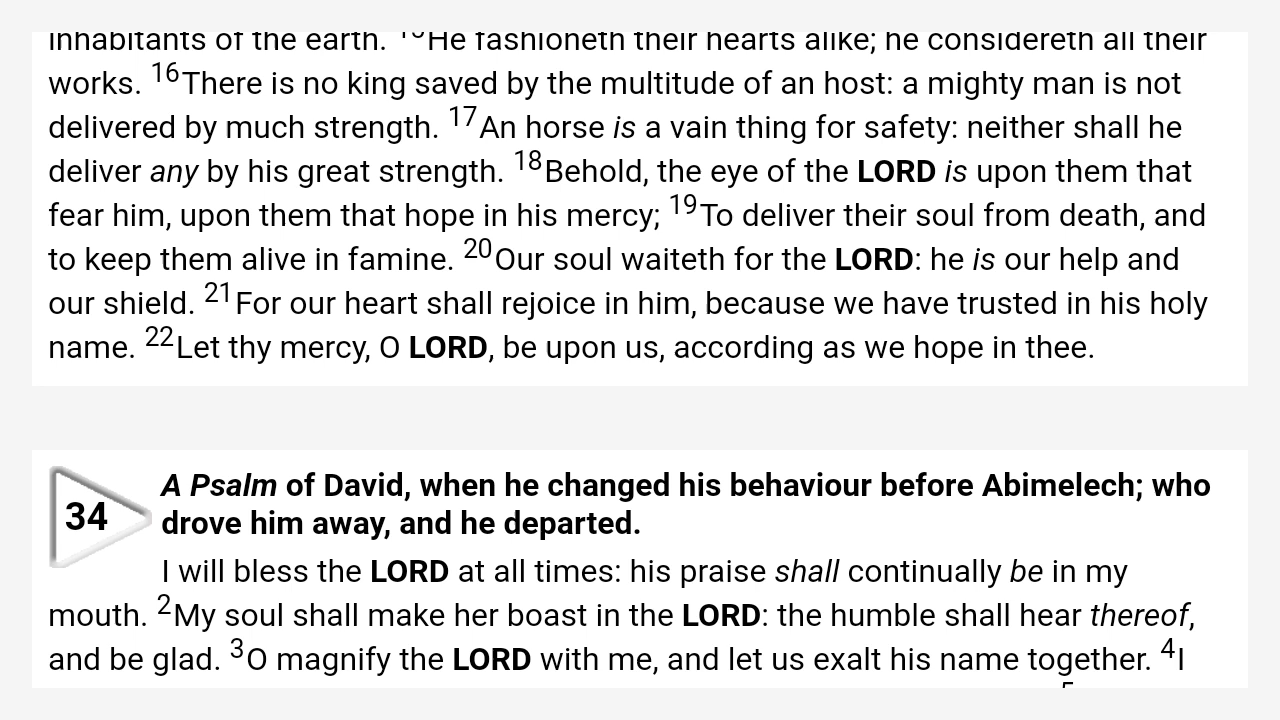 inhabitants of the earth. He fashioneth their hearts alike; he considereth all their
works. 16There is no king saved by the multitude of an host: a mighty man is not
delivered by much strength. 17An horse is a vain thing for safety: neither shall he
deliver any by his great strength. 18Behold, the eye of the LORD is upon them that
fear him, upon them that hope in his mercy; 19To deliver their soul from death, and
to keep them alive in famine. 20Our soul waiteth for the LORD: he is our help and
our shield. 21For our heart shall rejoice in him, because we have trusted in his holy
name. 22Let thy mercy, O LORD, be upon us, according as we hope in thee.
34
A Psalm of David, when he changed his behaviour before Abimelech; who
drove him away, and he departed.
I will bless the LORD at all times: his praise shall continually be in my
mouth. 2My soul shall make her boast in the LORD: the humble shall hear thereof,
and be glad. 3O magnify the LORD with me, and let us exalt his name together. 4I